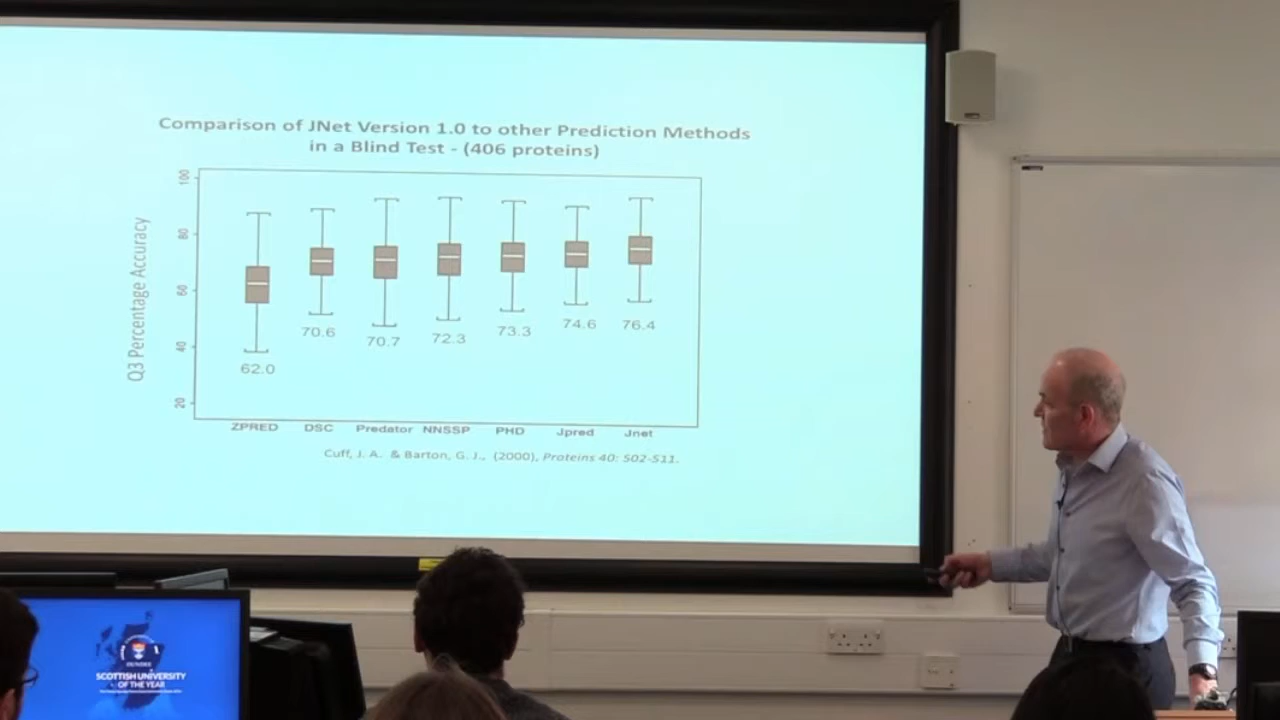 Comparison of JNet Version 1.0 to other Prediction Methods
in a Blind Test - (406 proteins)
Q3 Percentage Accuracy
100
80
60
40
20
62.0
70.6
70.7
72.3
73.3
74.6
76.4
ZPRED DSC Predator NNSSP PHD Jpred Jnet
Cuff, J. A. & Barton, G. J., (2000), Proteins 40: 502-511.
DUNDEE
SCOTTISH UNIVERSITY
OF THE YEAR